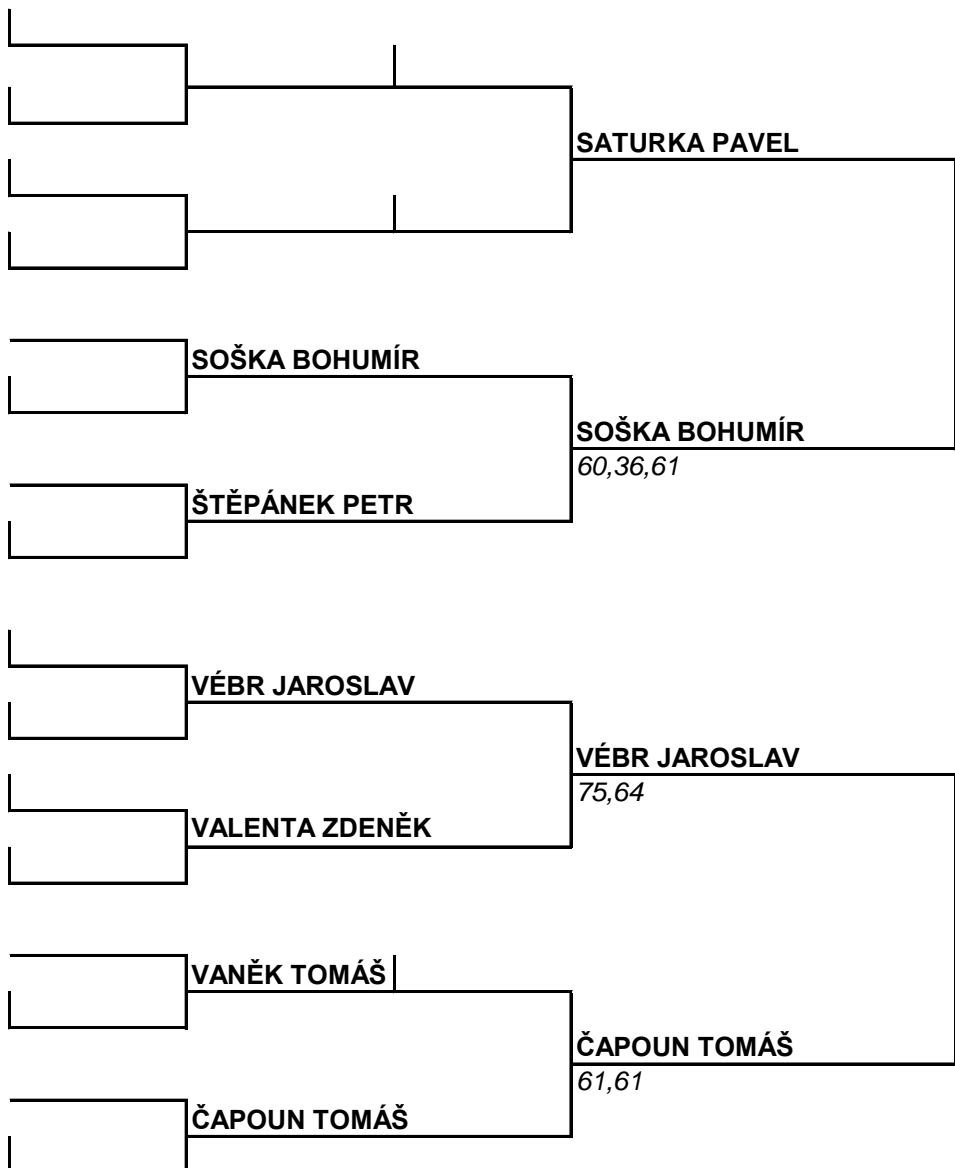 SATURKA PAVEL
SOŠKA BOHUMÍR
SOŠKA BOHUMÍR
60,36,61
ŠTĚPÁNEK PETR
VÉBR JAROSLAV
VÉBR JAROSLAV
75,64
VALENTA ZDENĚK
VANĚK TOMÁŠ
ČAPOUN TOMÁŠ
61,61
ČAPOUN TOMÁŠ